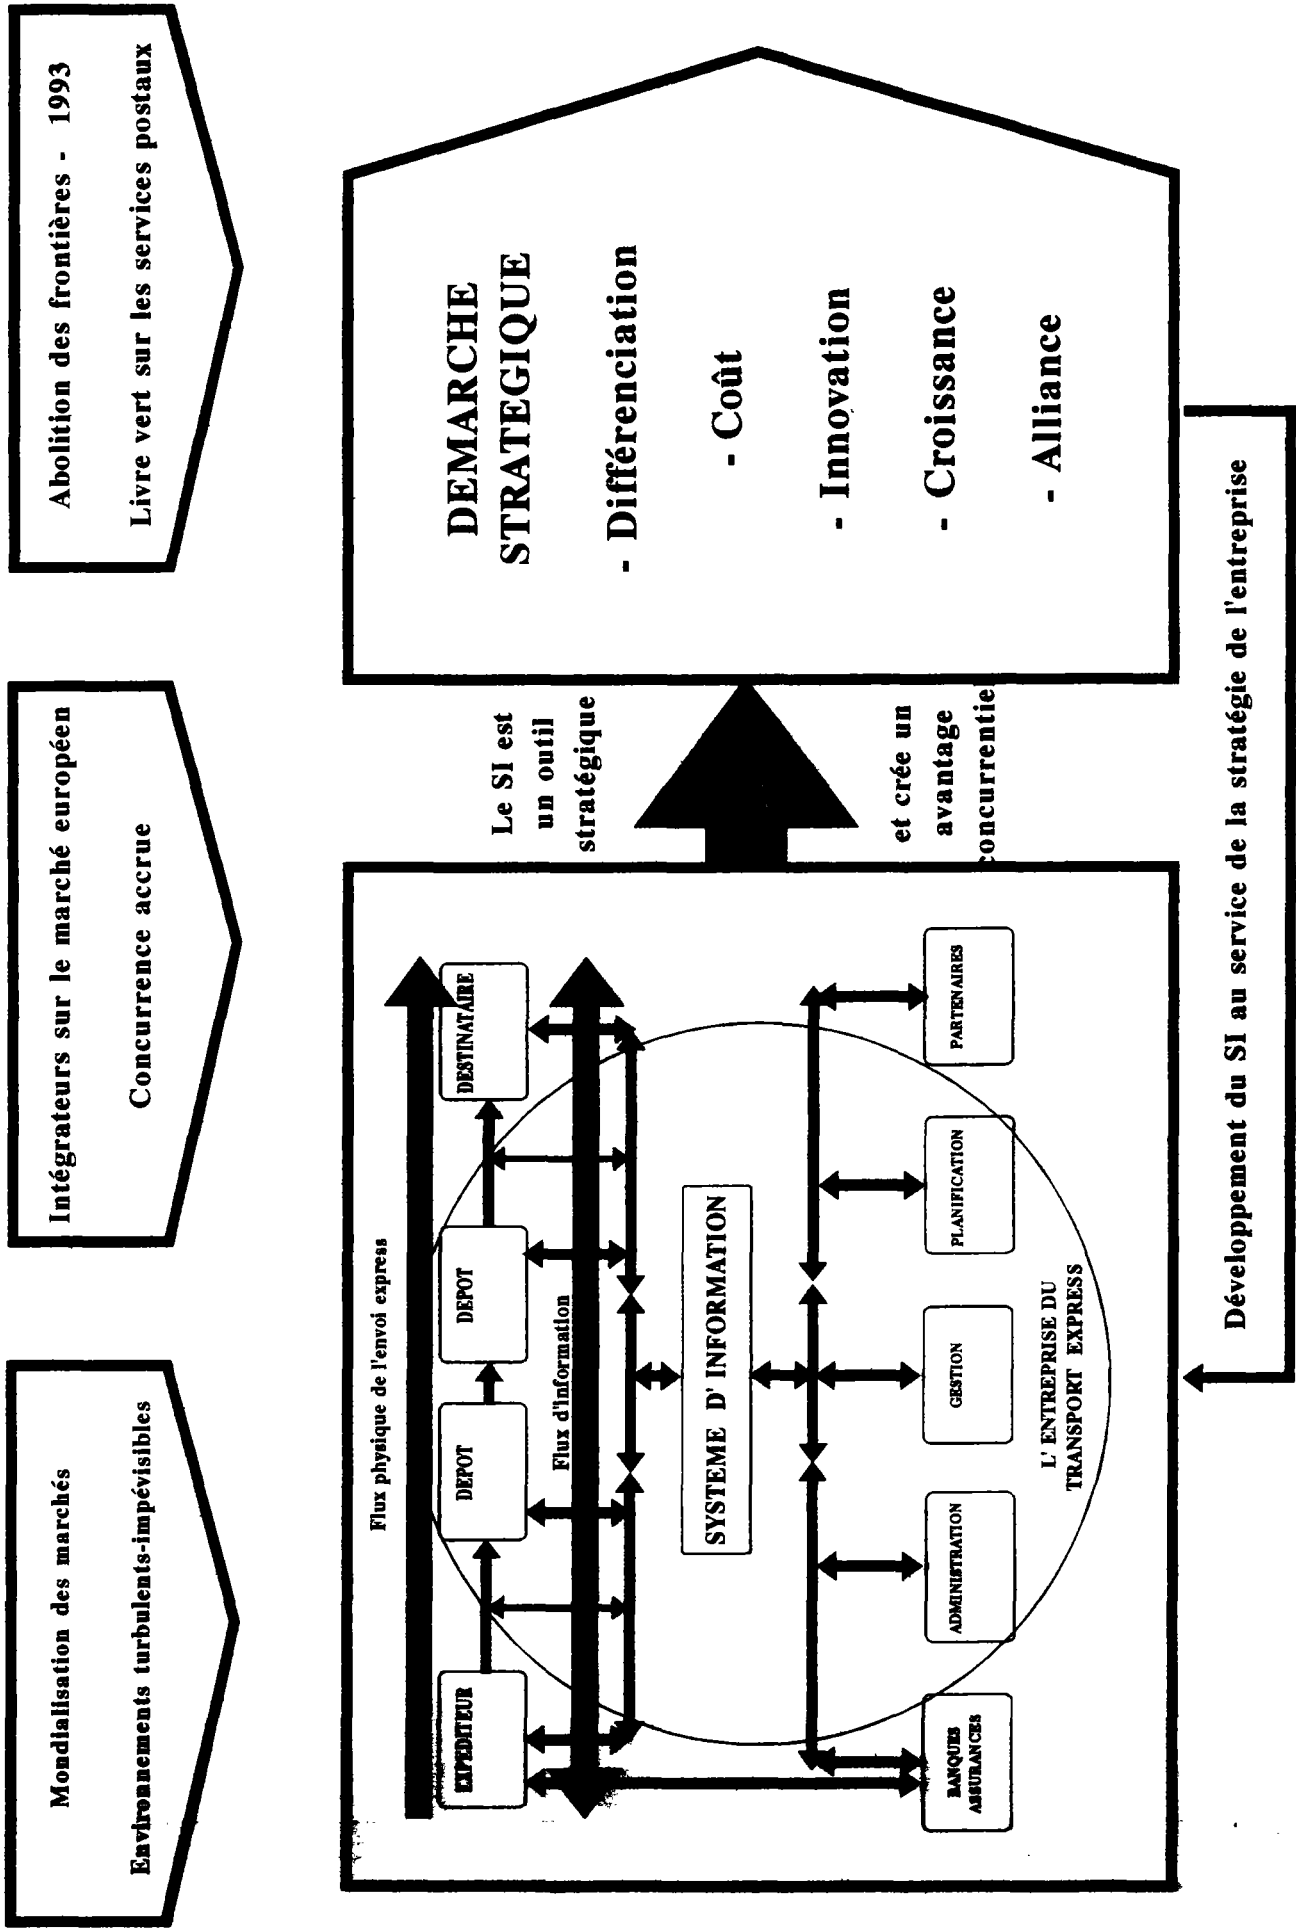 Mondialisation des marchés
Environnements turbulents-impévisibles
Intégrateurs sur le marché européen
Concurrence accrue
Abolition des frontières - 1993
Livre vert sur les services postaux
Flux physique de l'envoi express
EXPEDITEUR
DEPOT
DEPOT
DESTINATAIRE
Flux d'information
SYSTEME D' INFORMATION
BANQUES
ASSURANCES
ADMINISTRATION
GESTION
PLANIFICATION
PARTENAIRES
L' ENTREPRISE DU
TRANSPORT EXPRESS
Le SI est
un outil
stratégique
et crée un
avantage
concurrentie
DEMARCHE
STRATEGIQUE
- Différenciation
- Coût
- Innovation
- Croissance
- Alliance
Développement du SI au service de la stratégie de l'entreprise